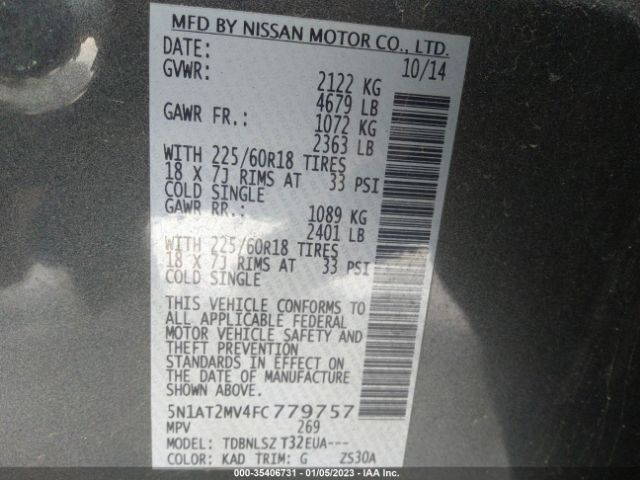 MFD BY NISSAN MOTOR CO., LTD.
DATE: 10/14
GVWR: 2122 KG
4679 LB
GAWR FR.: 1072 KG
2363 LB
WITH 225/60R18 TIRES
18 X 7J RIMS AT 33 PSI
COLD SINGLE
GAWR RR.: 1089 KG
2401 LB
WITH 225/60R18 TIRES
18 X 7J RIMS AT 33 PSI
COLD SINGLE
THIS VEHICLE CONFORMS TO
ALL APPLICABLE FEDERAL
MOTOR VEHICLE SAFETY AND
THEFT PREVENTION
STANDARDS IN EFFECT ON
THE DATE OF MANUFACTURE
SHOWN ABOVE.
5N1AT2MV4FC779757
MPV 269
MODEL: TDBNLSZ T32EUA---
COLOR: KAD TRIM: G ZS30A
000-35406731 - 01/05/2023 - IAA Inc.